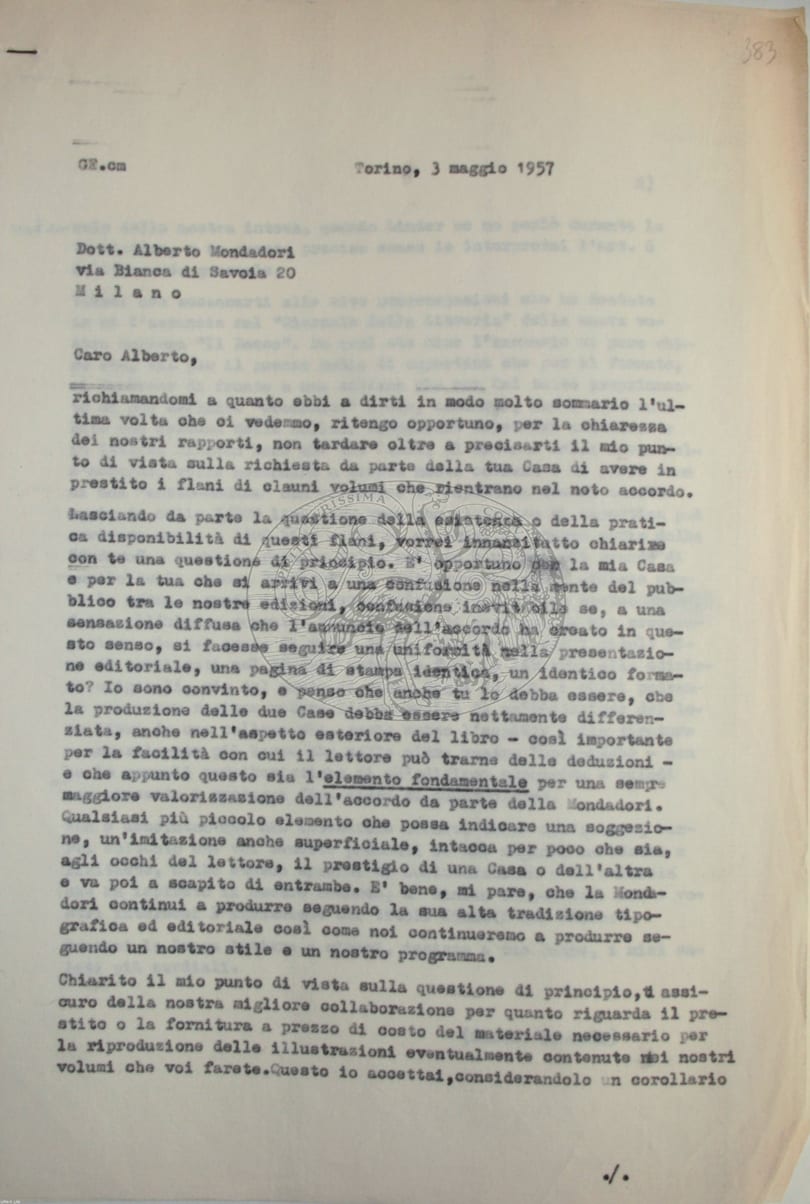 383
GE.cm
Torino, 3 maggio 1957
Dott. Alberto Mondadori
via Bianca di Savoia 20
M i l a n o
Caro Alberto,
richiamandomi a quanto ebbi a dirti in modo molto sommario l'ul-
tima volta che ci vedemmo, ritengo opportuno, per la chiarezza
dei nostri rapporti, non tardare oltre a precisarti il mio pun-
to di vista sulla richiesta da parte della tua Casa di avere in
prestito i flani di clauni volumi che rientrano nel noto accordo.
Lasciando da parte la questione della esistenza o della prati-
ca disponibilità di questi flani, vorrei innanzitutto chiarire
con te una questione di principio. E' opportuno per la mia Casa
e per la tua che si arrivi a una confusione nella mente del pub-
blico tra le nostre edizioni, confusione inevitabile se, a una
sensazione diffusa che l'annuncio dell'accordo ha creato in que-
sto senso, si facesse seguire una uniformità nella presentazio-
ne editoriale, una pagina di stampa identica, un identico forma-
to? Io sono convinto, e penso che anche tu lo debba essere, che
la produzione delle due Case debba essere nettamente differen-
ziata, anche nell'aspetto esteriore del libro - così importante
per la facilità con cui il lettore può trarne delle deduzioni -
e che appunto questo sia l'elemento fondamentale per una sempre
maggiore valorizzazione dell'accordo da parte della Mondadori.
Qualsiasi più piccolo elemento che possa indicare una soggezio-
ne, un'imitazione anche superficiale, intacca per poco che sia,
agli occhi del lettore, il prestigio di una Casa o dell'altra
e va poi a scapito di entrambe. E' bene, mi pare, che la Monda-
dori continui a produrre seguendo la sua alta tradizione tipo-
grafica ed editoriale così come noi continueremo a produrre se-
guendo un nostro stile e un nostro programma.
Chiarito il mio punto di vista sulla questione di principio,ti assi-
curo della nostra migliore collaborazione per quanto riguarda il pre-
stito o la fornitura a prezzo di costo del materiale necessario per
la riproduzione delle illustrazioni eventualmente contenute nei nostri
volumi che voi farete.Questo io accettai,considerandolo un corollario
./.